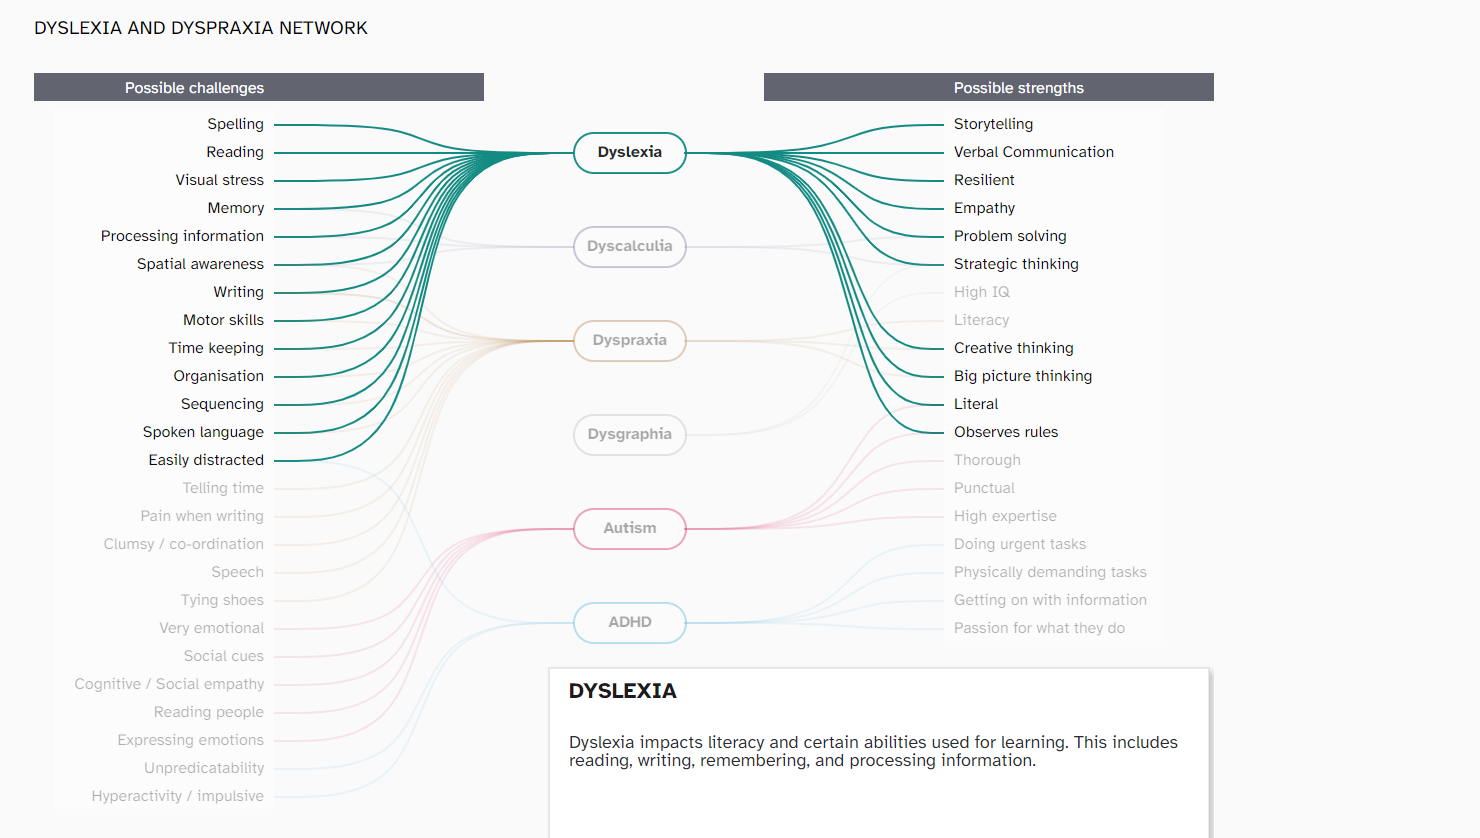 DYSLEXIA AND DYSPRAXIA NETWORK
Possible challenges
Spelling
Reading
Visual stress
Memory
Processing information
Spatial awareness
Writing
Motor skills
Time keeping
Organisation
Sequencing
Spoken language
Easily distracted
Telling time
Pain when writing
Clumsy / co-ordination
Speech
Tying shoes
Very emotional
Social cues
Cognitive / Social empathy
Reading people
Expressing emotions
Unpredicatability
Hyperactivity / impulsive
Dyslexia
Dyscalculia
Dyspraxia
Dysgraphia
Autism
ADHD
Possible strengths
Storytelling
Verbal Communication
Resilient
Empathy
Problem solving
Strategic thinking
High IQ
Literacy
Creative thinking
Big picture thinking
Literal
Observes rules
Thorough
Punctual
High expertise
Doing urgent tasks
Physically demanding tasks
Getting on with information
Passion for what they do
DYSLEXIA
Dyslexia impacts literacy and certain abilities used for learning. This includes
reading, writing, remembering, and processing information.